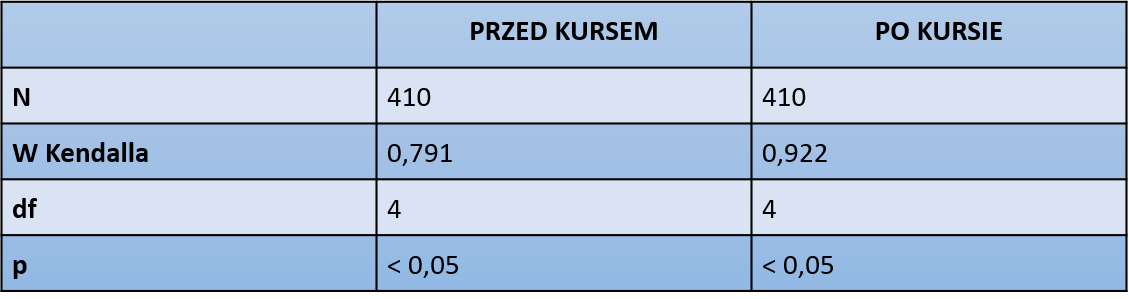 PRZED KURSEM PO KURSIE
N 410 410
W Kendalla 0,791 0,922
df 4 4
p < 0,05 < 0,05